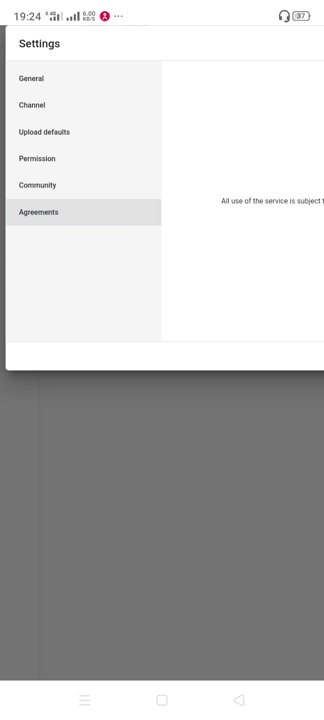 19:24 4G 6.00 KB/S 37
Settings
General
Channel
Upload defaults
Permission
Community
Agreements
All use of the service is subject t